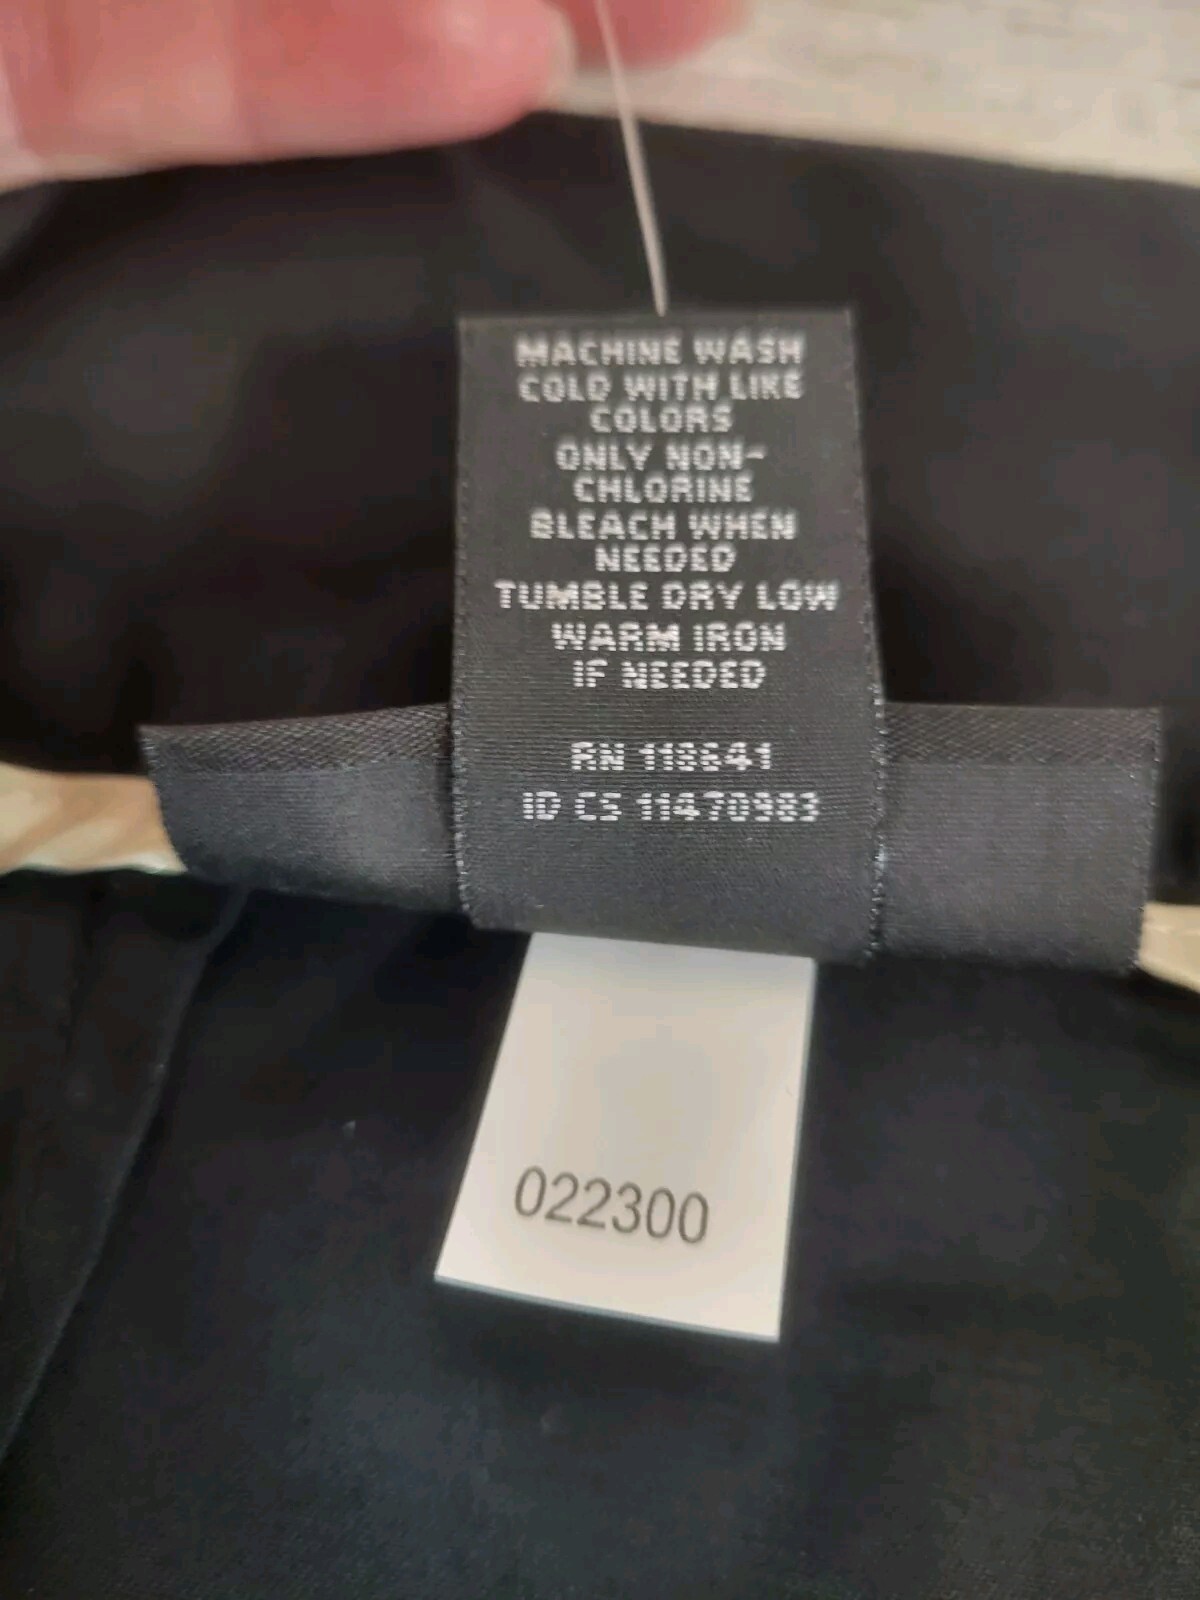 MACHINE WASH
COLD WITH LIKE
COLORS
ONLY NON-
CHLORINE
BLEACH WHEN
NEEDED
TUMBLE DRY LOW
WARM IRON
IF NEEDED
RN 118641
ID CS 11470983
022300